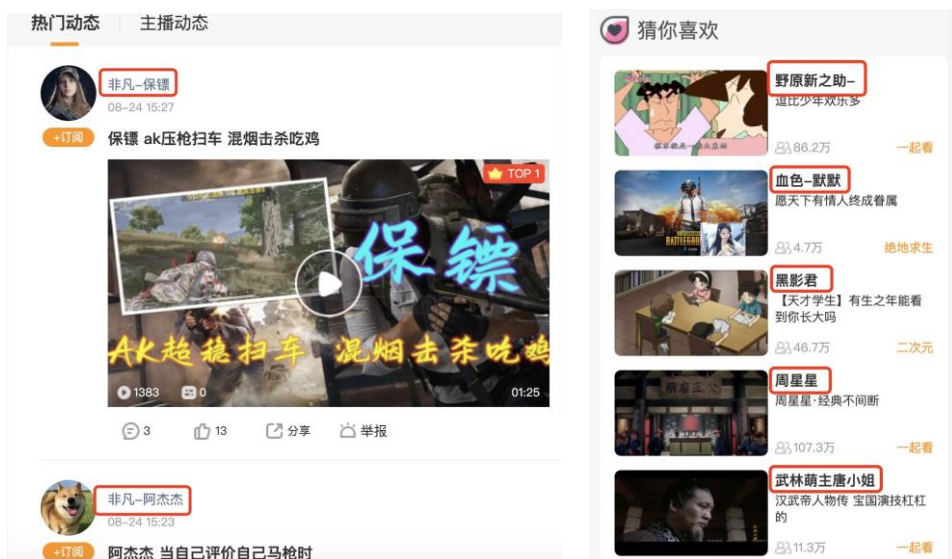 热门动态
主播动态
非凡-保镖
08-24 15:27
+订阅
保镖 ak压枪扫车 混烟击杀吃鸡
TOP 1
保镖
AK超稳扫车 混烟击杀吃鸡
1383
0
01:25
3
13
分享
举报
非凡-阿杰杰
08-24 15:23
+订阅
阿杰杰 当自己评价自己马枪时
猜你喜欢
野原新之助-
逗比少年欢乐多
86.2万
一起看
血色-默默
愿天下有情人终成眷属
4.7万
绝地求生
黑影君
【天才学生】有生之年能看
到你长大吗
46.7万
二次元
周星星
周星星·经典不间断
107.3万
一起看
武林萌主唐小姐
汉武帝人物传 宝国演技杠杠
的
11.3万
一起看